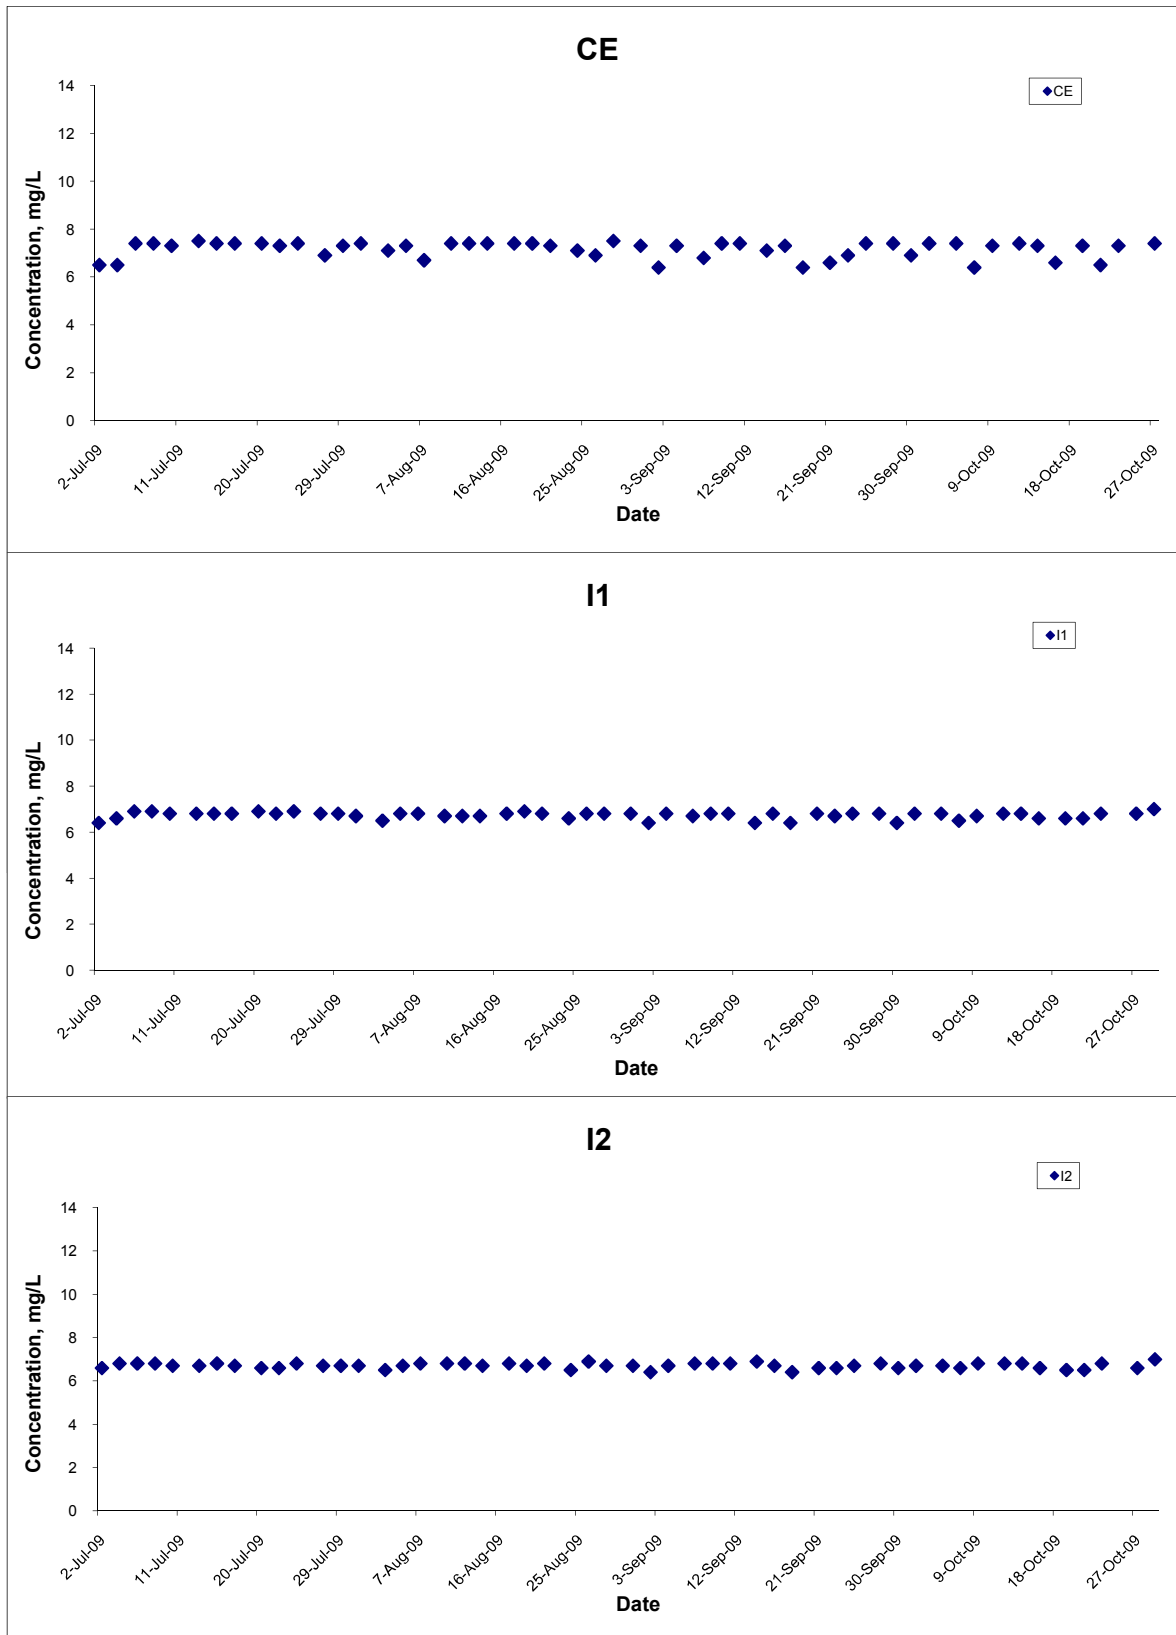 CE
CE
14
12
10
8
6
4
2
0
Concentration, mg/L
2-Jul-09
11-Jul-09
20-Jul-09
29-Jul-09
7-Aug-09
16-Aug-09
25-Aug-09
3-Sep-09
12-Sep-09
21-Sep-09
30-Sep-09
9-Oct-09
18-Oct-09
27-Oct-09
Date
I1
I1
14
12
10
8
6
4
2
0
Concentration, mg/L
2-Jul-09
11-Jul-09
20-Jul-09
29-Jul-09
7-Aug-09
16-Aug-09
25-Aug-09
3-Sep-09
12-Sep-09
21-Sep-09
30-Sep-09
9-Oct-09
18-Oct-09
27-Oct-09
Date
I2
I2
14
12
10
8
6
4
2
0
Concentration, mg/L
2-Jul-09
11-Jul-09
20-Jul-09
29-Jul-09
7-Aug-09
16-Aug-09
25-Aug-09
3-Sep-09
12-Sep-09
21-Sep-09
30-Sep-09
9-Oct-09
18-Oct-09
27-Oct-09
Date